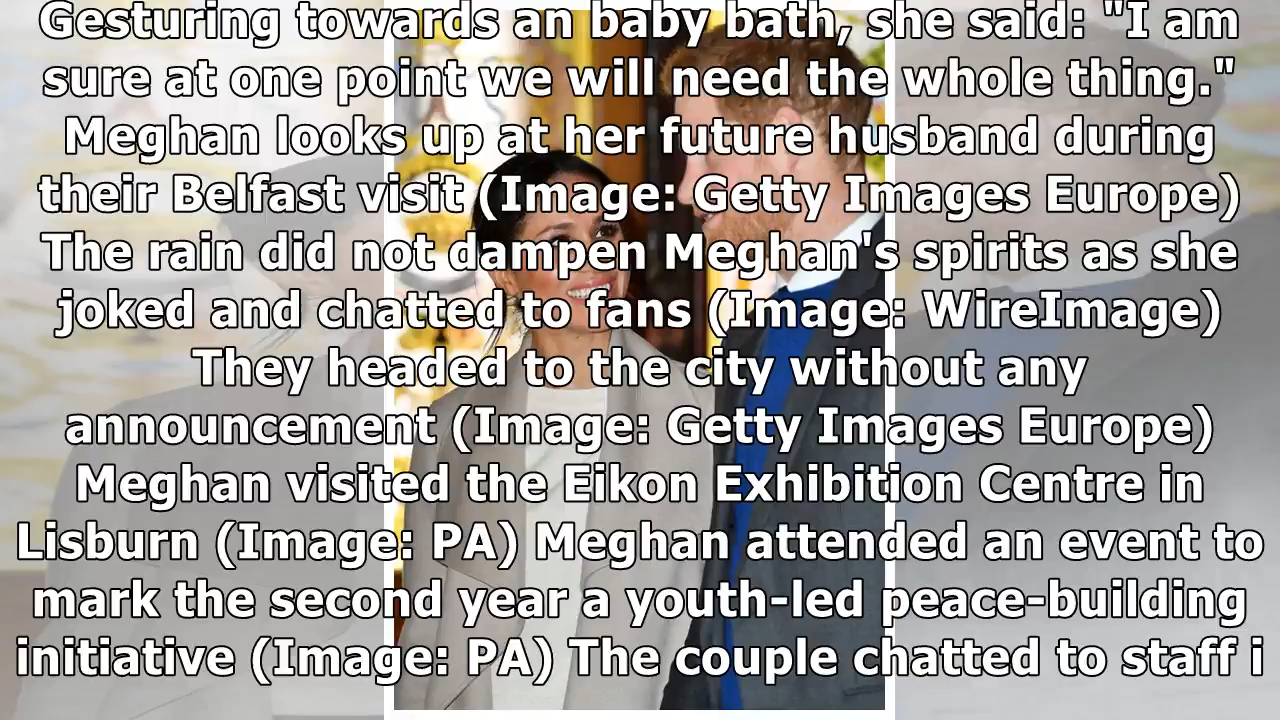 Gesturing towards an baby bath, she said: "I am
sure at one point we will need the whole thing."
Meghan looks up at her future husband during
their Belfast visit (Image: Getty Images Europe)
The rain did not dampen Meghan's spirits as she
joked and chatted to fans (Image: WireImage)
They headed to the city without any
announcement (Image: Getty Images Europe)
Meghan visited the Eikon Exhibition Centre in
Lisburn (Image: PA) Meghan attended an event to
mark the second year a youth-led peace-building
initiative (Image: PA) The couple chatted to staff i